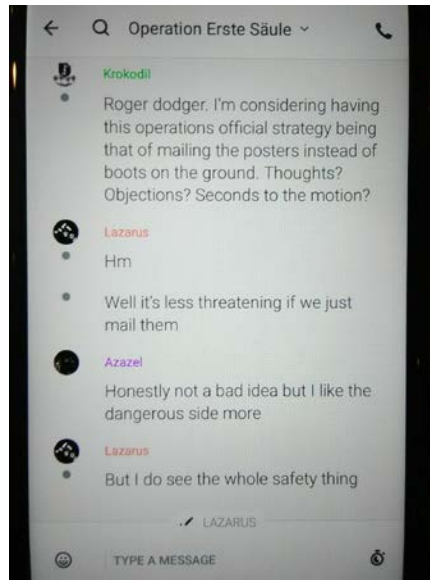 Operation Erste Säule
Krokodil
Roger dodger. I'm considering having
this operations official strategy being
that of mailing the posters instead of
boots on the ground. Thoughts?
Objections? Seconds to the motion?
Lazarus
Hm
Well it's less threatening if we just
mail them
Azazel
Honestly not a bad idea but I like the
dangerous side more
Lazarus
But I do see the whole safety thing
LAZARUS
TYPE A MESSAGE